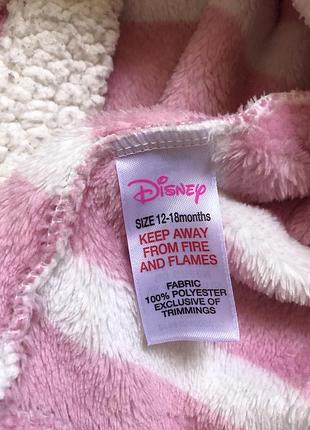 Disney
SIZE 12-18months
KEEP AWAY
FROM FIRE
AND FLAMES
FABRIC
100% POLYESTER
EXCLUSIVE OF
TRIMMINGS